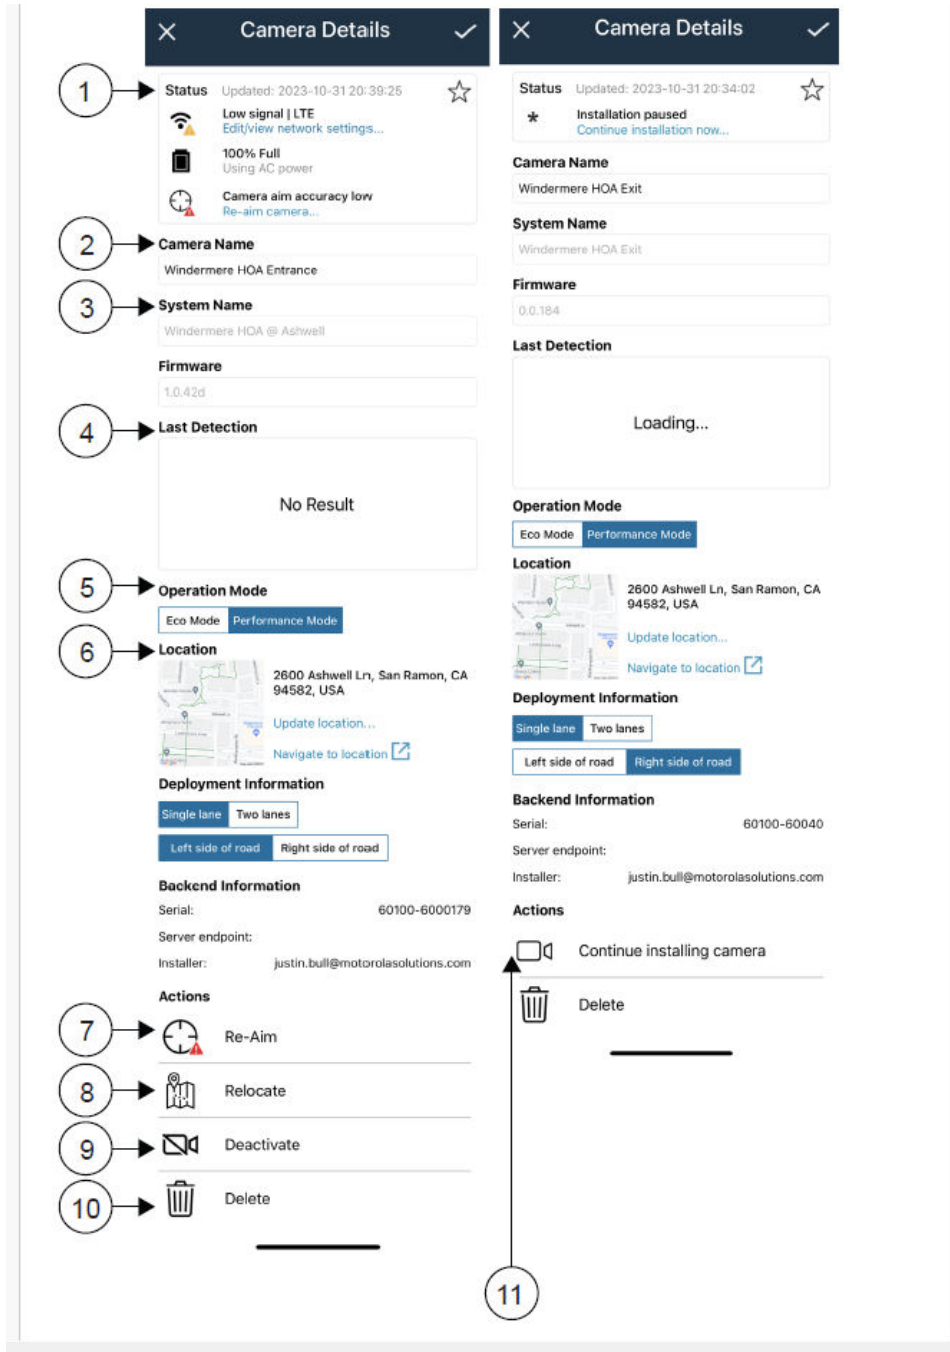 Camera Details
1
Status Updated: 2023-10-31 20:39:25
Low signal | LTE
Edit/view network settings...
100% Full
Using AC power
Camera aim accuracy low
Re-aim camera...
2
Camera Name
Windermere HOA Entrance
3
System Name
Windermere HOA @ Ashwell
Firmware
1.0.42d
4
Last Detection
No Result
5
Operation Mode
Eco Mode Performance Mode
6
Location
2600 Ashwell Ln, San Ramon, CA
94582, USA
Update location...
Navigate to location
Deployment Information
Single lane Two lanes
Left side of road Right side of road
Backend Information
Serial: 60100-6000179
Server endpoint:
Installer: justin.bull@motorolasolutions.com
Actions
7
Re-Aim
8
Relocate
9
Deactivate
10
Delete
Camera Details
Status Updated: 2023-10-31 20:34:02
* Installation paused
Continue installation now...
Camera Name
Windermere HOA Exit
System Name
Windermere HOA Exit
Firmware
0.0.184
Last Detection
Loading...
Operation Mode
Eco Mode Performance Mode
Location
2600 Ashwell Ln, San Ramon, CA
94582, USA
Update location...
Navigate to location
Deployment Information
Single lane Two lanes
Left side of road Right side of road
Backend Information
Serial: 60100-60040
Server endpoint:
Installer: justin.bull@motorolasolutions.com
Actions
Continue installing camera
Delete
11